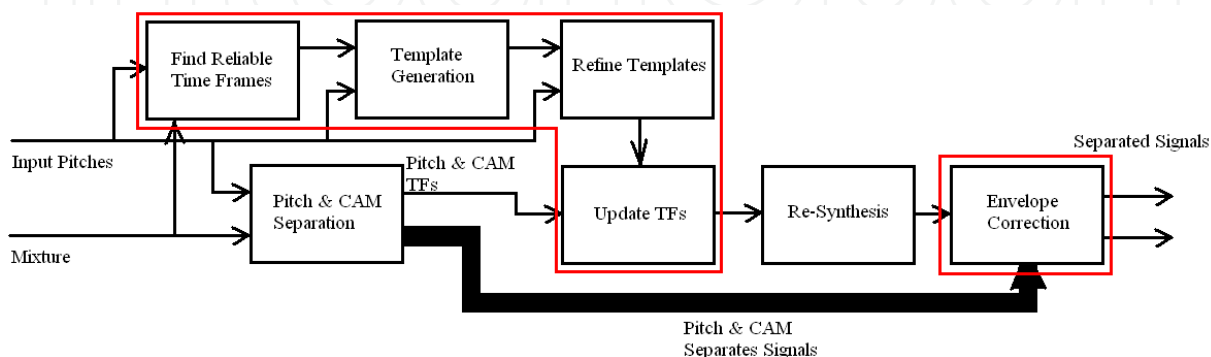 Find Reliable
Time Frames
Template
Generation
Refine Templates
Input Pitches
Separated Signals
Pitch & CAM
TFs
Pitch & CAM
Separation
Update TFs
Re-Synthesis
Envelope
Correction
Mixture
Pitch & CAM
Separates Signals